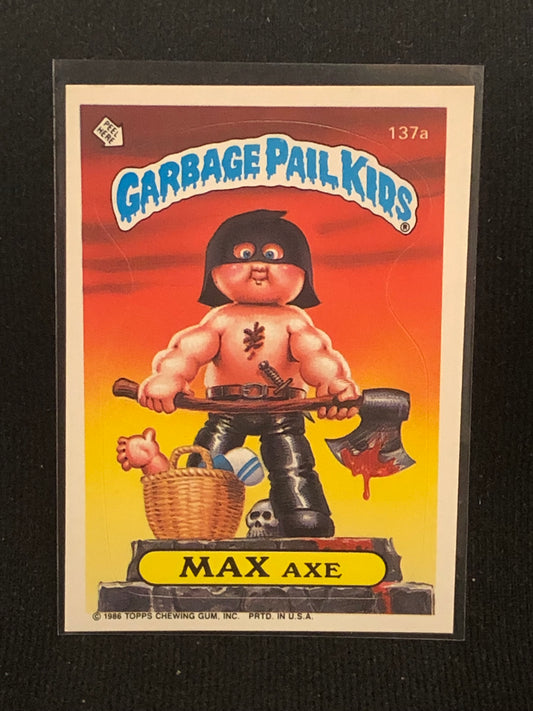 PEEL HERE
137a
GARBAGE PAIL KIDS®
MAX AXE
© 1986 TOPPS CHEWING GUM, INC. PRTD. IN U.S.A.